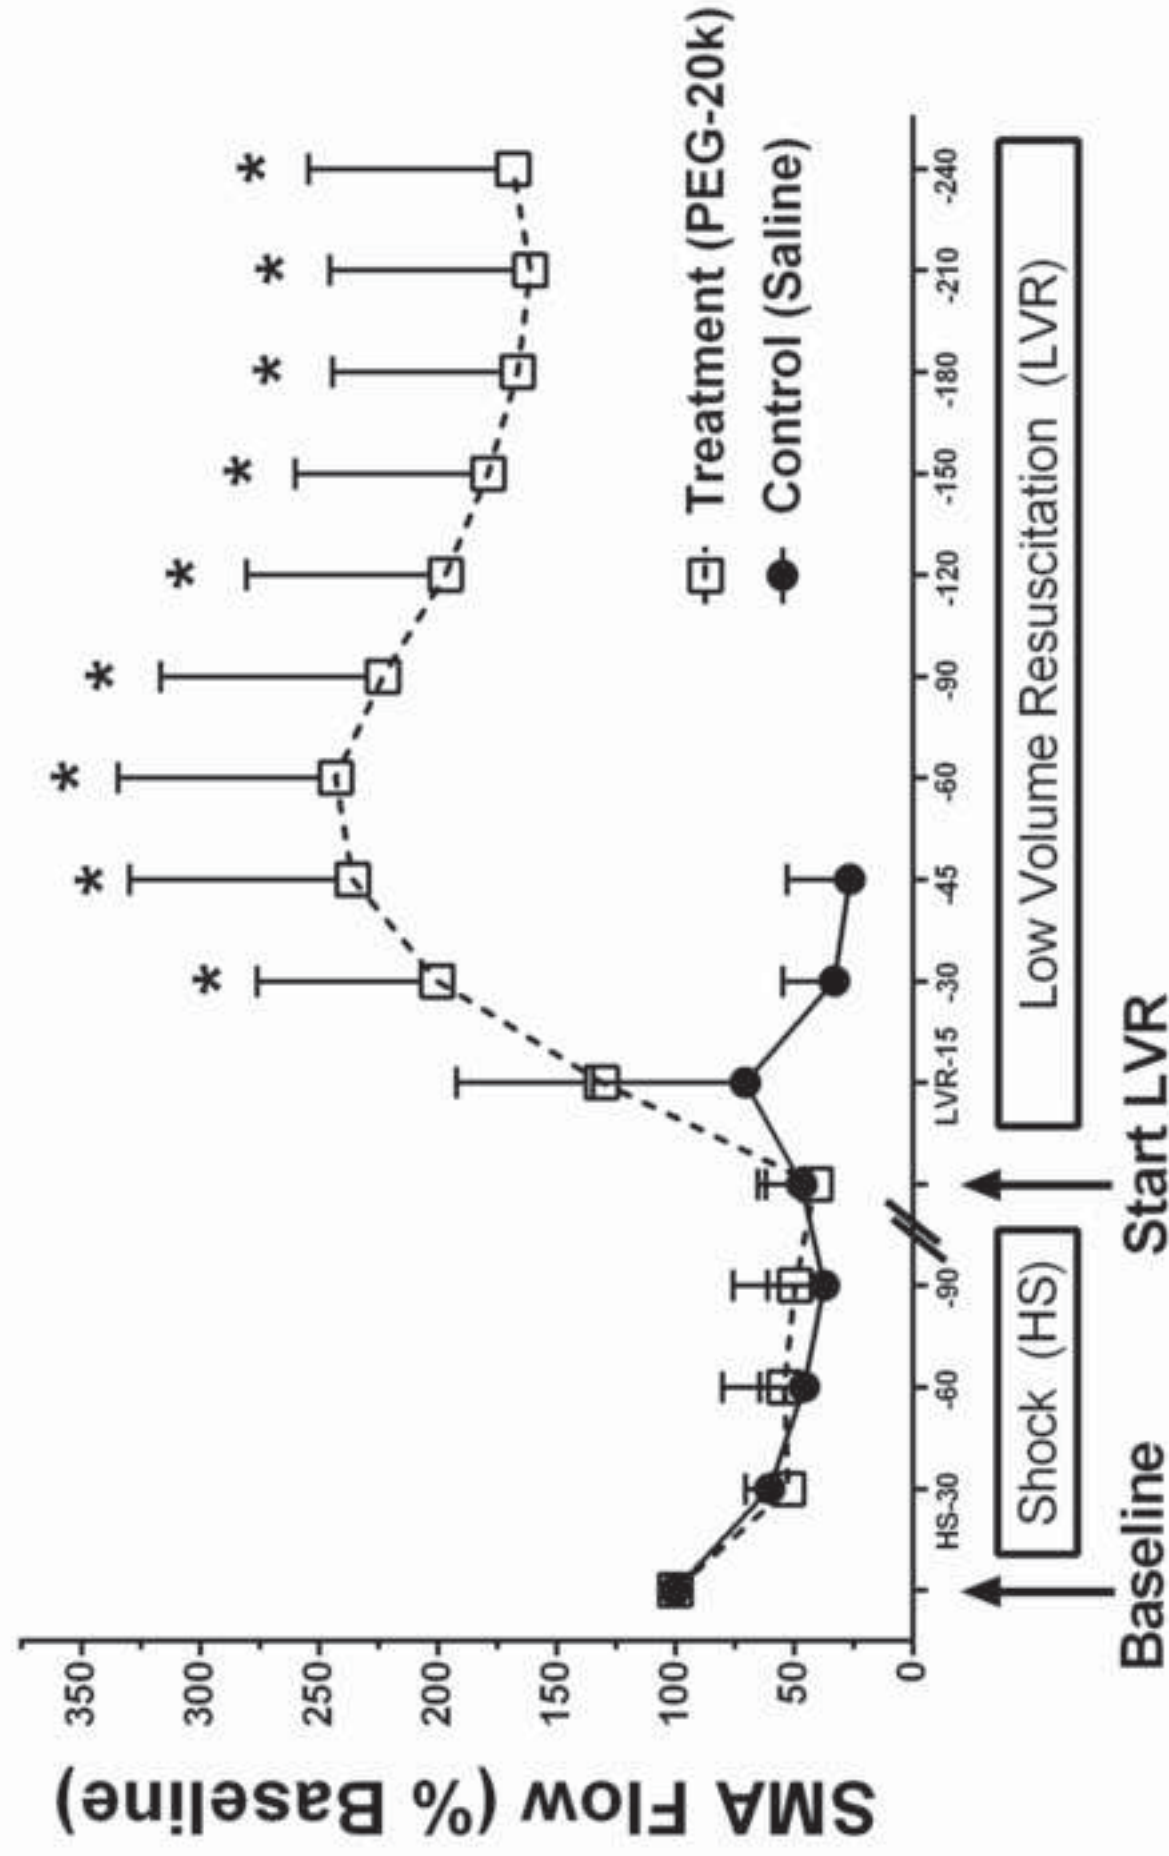 SMA Flow (% Baseline)
350
300
250
200
150
100
50
0
* * * * * * * * *
Treatment (PEG-20k)
Control (Saline)
HS-30 -60 -90 LVR-15 -30 -45 -60 -90 -120 -150 -180 -210 -240
Shock (HS) Low Volume Resuscitation (LVR)
Baseline Start LVR